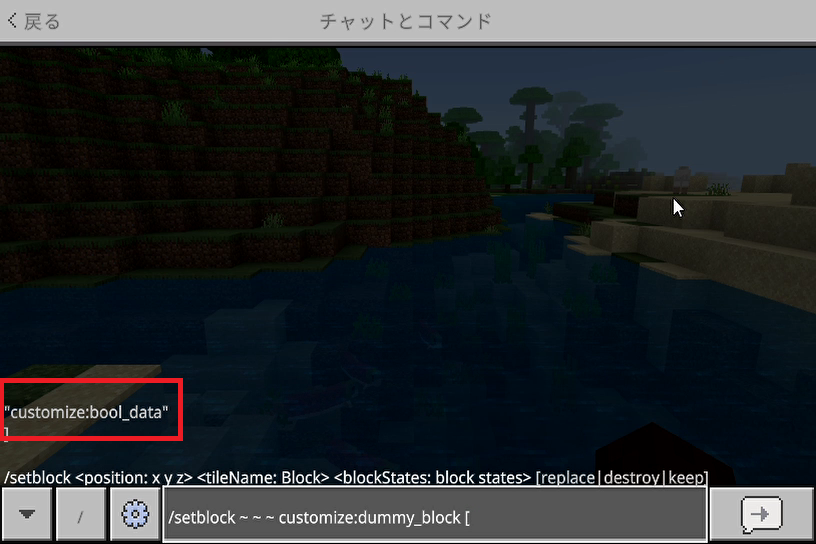 戻る
チャットとコマンド
"customize:bool_data"
]
/setblock <position: x y z> <tileName: Block> <blockStates: block states> [replace|destroy|keep]
/
/setblock ~ ~ ~ customize:dummy_block [